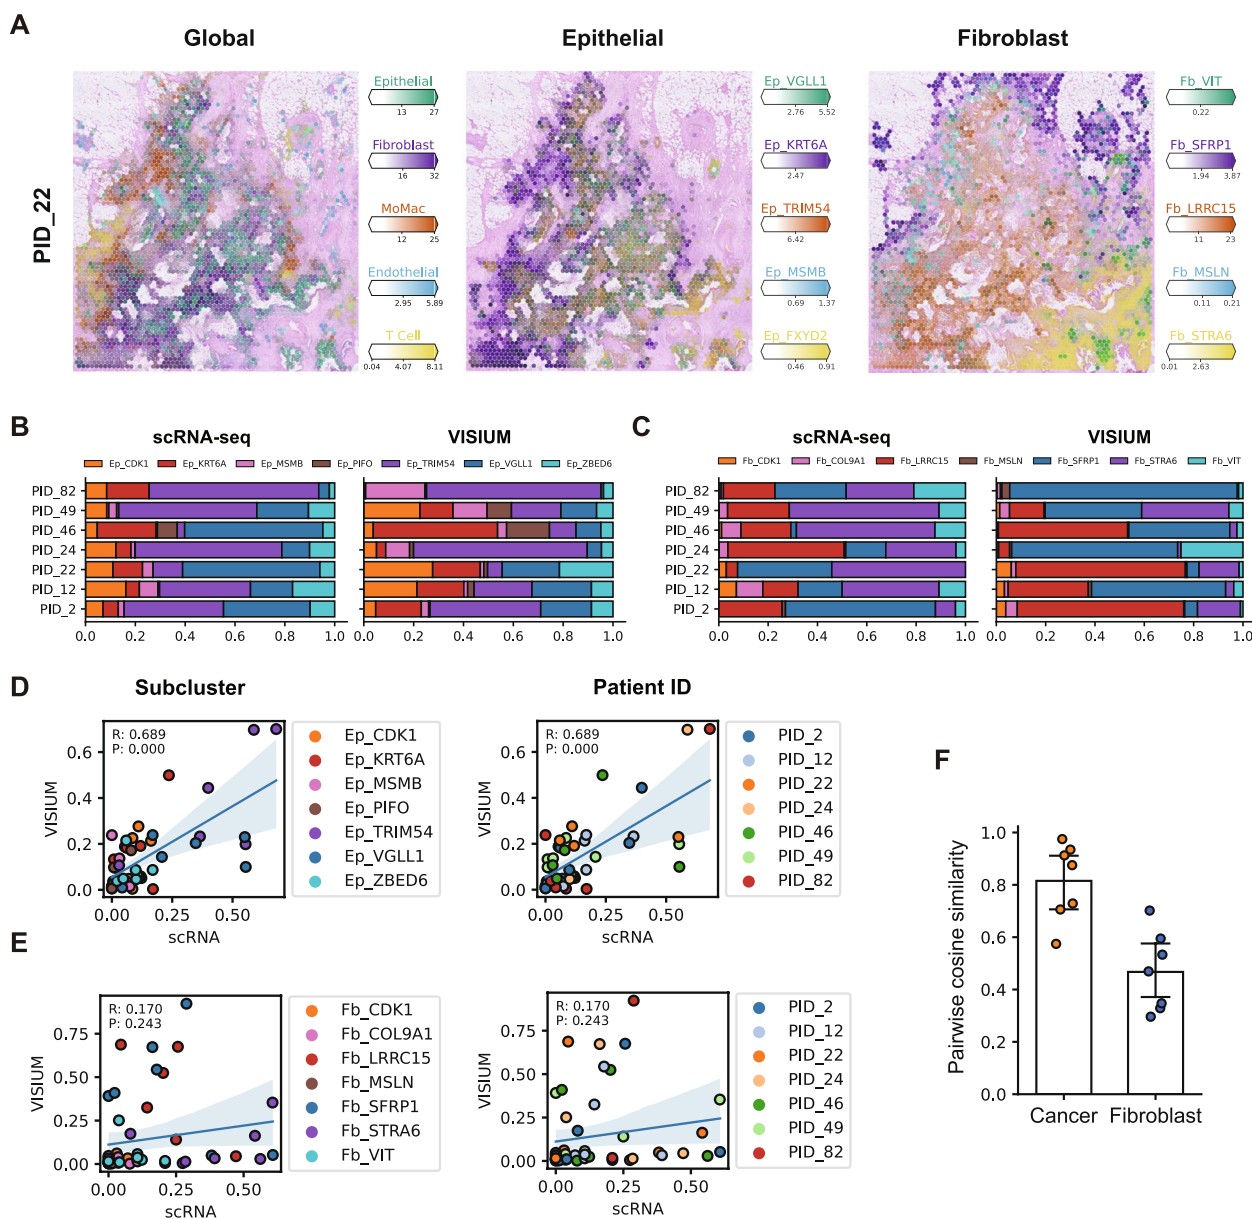 A
Global
Epithelial
Fibroblast
PID_22
Epithelial
13 27
Fibroblast
16 32
MoMac
12 25
Endothelial
2.95 5.89
T Cell
0.04 4.07 8.11
Ep_VGLL1
2.76 5.52
Ep_KRT6A
2.47
Ep_TRIM54
6.42
Ep_MSMB
0.69 1.37
Ep_FXYD2
0.46 0.91
Fb_VIT
0.22
Fb_SFRP1
1.94 3.87
Fb_LRRC15
11 23
Fb_MSLN
0.11 0.21
Fb_STRA6
0.01 2.63
B
scRNA-seq
VISIUM
Ep_CDK1 Ep_KRT6A Ep_MSMB Ep_PIFO Ep_TRIM54 Ep_VGLL1 Ep_ZBED6
PID_82
PID_49
PID_46
PID_24
PID_22
PID_12
PID_2
0.0 0.2 0.4 0.6 0.8 1.0
0.0 0.2 0.4 0.6 0.8 1.0
C
scRNA-seq
VISIUM
Fb_CDK1 Fb_COL9A1 Fb_LRRC15 Fb_MSLN Fb_SFRP1 Fb_STRA6 Fb_VIT
PID_82
PID_49
PID_46
PID_24
PID_22
PID_12
PID_2
0.0 0.2 0.4 0.6 0.8 1.0
0.0 0.2 0.4 0.6 0.8 1.0
D
Subcluster
Patient ID
VISIUM
0.6
0.4
0.2
0.0
R: 0.689
P: 0.000
0.00 0.25 0.50
scRNA
Ep_CDK1
Ep_KRT6A
Ep_MSMB
Ep_PIFO
Ep_TRIM54
Ep_VGLL1
Ep_ZBED6
VISIUM
0.6
0.4
0.2
0.0
R: 0.689
P: 0.000
0.00 0.25 0.50
scRNA
PID_2
PID_12
PID_22
PID_24
PID_46
PID_49
PID_82
E
VISIUM
0.75
0.50
0.25
0.00
R: 0.170
P: 0.243
0.00 0.25 0.50
scRNA
Fb_CDK1
Fb_COL9A1
Fb_LRRC15
Fb_MSLN
Fb_SFRP1
Fb_STRA6
Fb_VIT
VISIUM
0.75
0.50
0.25
0.00
R: 0.170
P: 0.243
0.00 0.25 0.50
scRNA
PID_2
PID_12
PID_22
PID_24
PID_46
PID_49
PID_82
F
Pairwise cosine similarity
1.0
0.8
0.6
0.4
0.2
0.0
Cancer Fibroblast